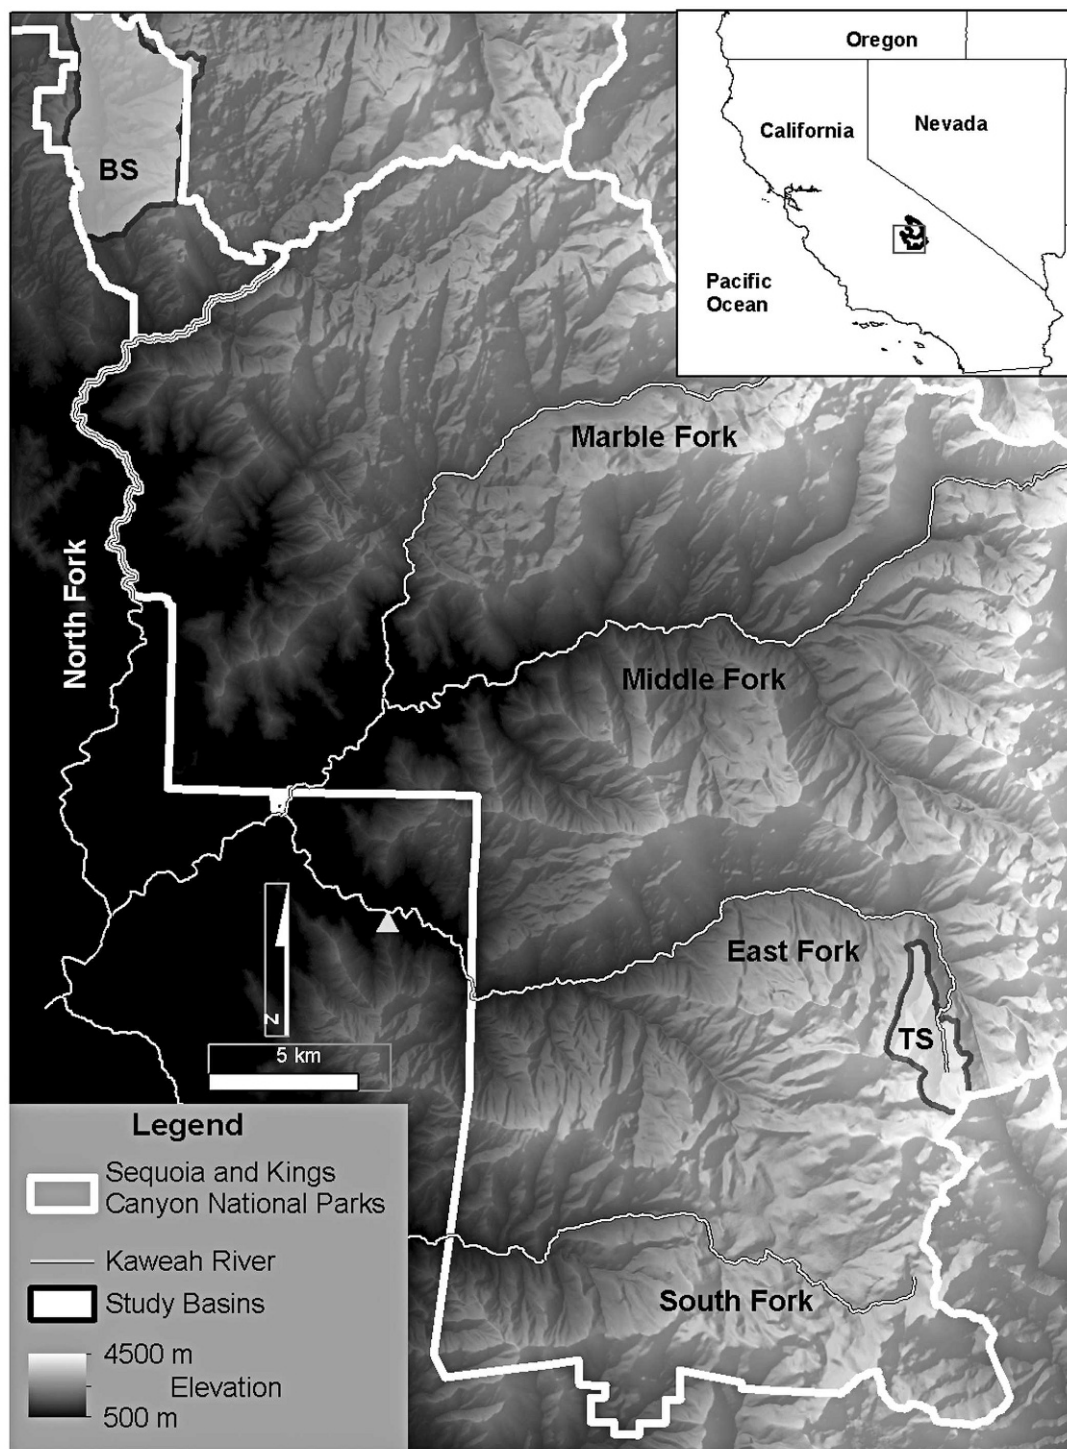 Oregon
California
Nevada
Pacific
Ocean
BS
Marble Fork
North Fork
Middle Fork
East Fork
TS
N
5 km
South Fork
Legend
Sequoia and Kings
Canyon National Parks
Kaweah River
Study Basins
4500 m
Elevation
500 m